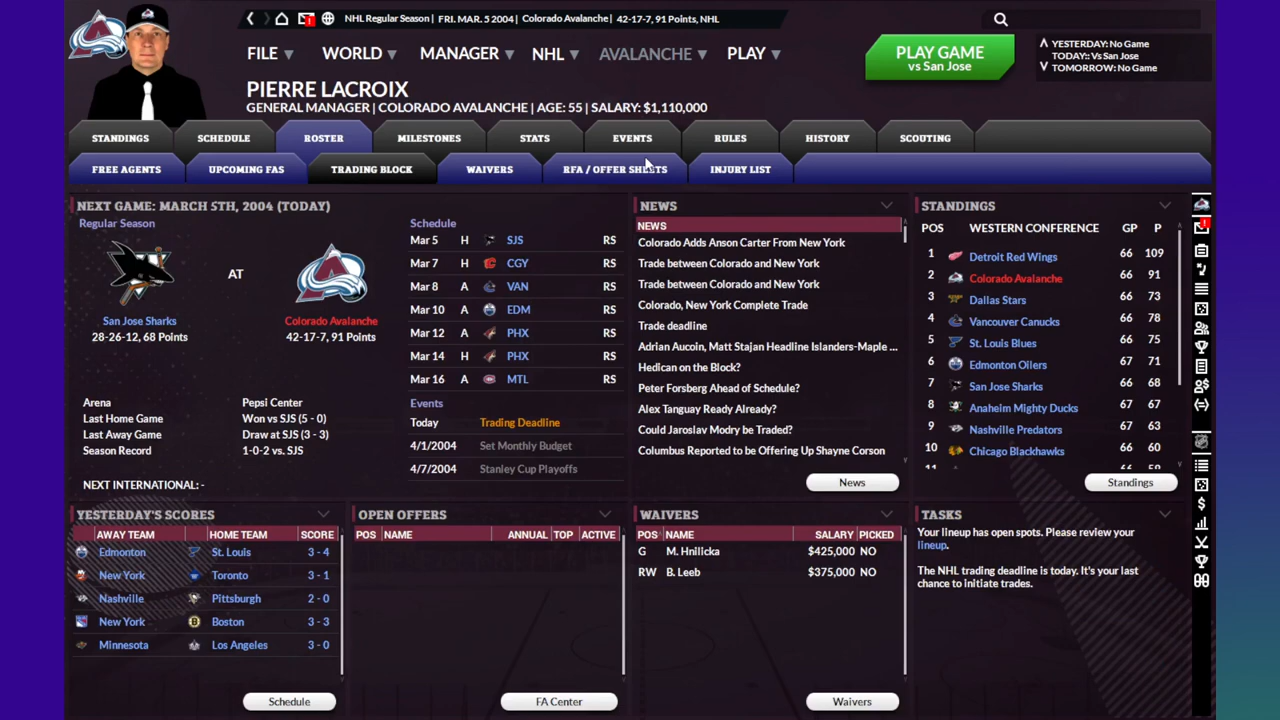 NHL Regular Season | FRI. MAR. 5 2004 | Colorado Avalanche | 42-17-7, 91 Points, NHL
FILE WORLD MANAGER NHL AVALANCHE PLAY
PLAY GAME
vs San Jose
YESTERDAY: No Game
TODAY:: Vs San Jose
TOMORROW: No Game
PIERRE LACROIX
GENERAL MANAGER | COLORADO AVALANCHE | AGE: 55 | SALARY: $1,110,000
STANDINGS SCHEDULE ROSTER MILESTONES STATS EVENTS RULES HISTORY SCOUTING
FREE AGENTS UPCOMING FAS TRADING BLOCK WAIVERS RFA / OFFER SHEETS INJURY LIST
NEXT GAME: MARCH 5TH, 2004 (TODAY)
Regular Season
AT
San Jose Sharks
28-26-12, 68 Points
Colorado Avalanche
42-17-7, 91 Points
Arena Pepsi Center
Last Home Game Won vs SJS (5 - 0)
Last Away Game Draw at SJS (3 - 3)
Season Record 1-0-2 vs. SJS
NEXT INTERNATIONAL: -
Schedule
Mar 5 H SJS RS
Mar 7 H CGY RS
Mar 8 A VAN RS
Mar 10 A EDM RS
Mar 12 A PHX RS
Mar 14 H PHX RS
Mar 16 A MTL RS
Events
Today Trading Deadline
4/1/2004 Set Monthly Budget
4/7/2004 Stanley Cup Playoffs
NEWS
NEWS
Colorado Adds Anson Carter From New York
Trade between Colorado and New York
Trade between Colorado and New York
Colorado, New York Complete Trade
Trade deadline
Adrian Aucoin, Matt Stajan Headline Islanders-Maple ...
Hedican on the Block?
Peter Forsberg Ahead of Schedule?
Alex Tanguay Ready Already?
Could Jaroslav Modry be Traded?
Columbus Reported to be Offering Up Shayne Corson
News
STANDINGS
POS WESTERN CONFERENCE GP P
1 Detroit Red Wings 66 109
2 Colorado Avalanche 66 91
3 Dallas Stars 66 73
4 Vancouver Canucks 66 78
5 St. Louis Blues 66 75
6 Edmonton Oilers 67 71
7 San Jose Sharks 66 68
8 Anaheim Mighty Ducks 67 67
9 Nashville Predators 67 63
10 Chicago Blackhawks 66 60
Standings
YESTERDAY'S SCORES
AWAY TEAM HOME TEAM SCORE
Edmonton St. Louis 3 - 4
New York Toronto 3 - 1
Nashville Pittsburgh 2 - 0
New York Boston 3 - 3
Minnesota Los Angeles 3 - 0
Schedule
OPEN OFFERS
POS NAME ANNUAL TOP ACTIVE
FA Center
WAIVERS
POS NAME SALARY PICKED
G M. Hnilicka $425,000 NO
RW B. Leeb $375,000 NO
Waivers
TASKS
Your lineup has open spots. Please review your
lineup.
The NHL trading deadline is today. It's your last
chance to initiate trades.